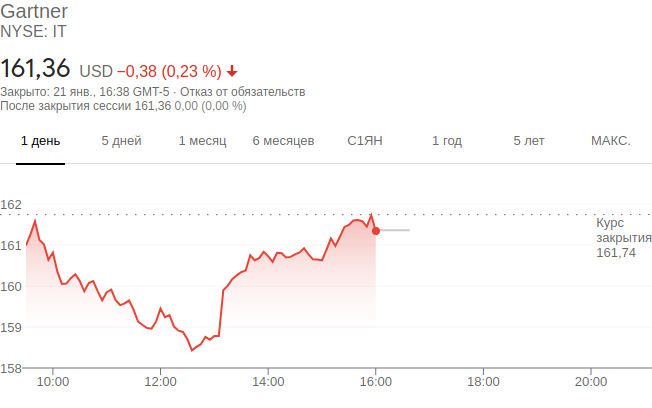 Gartner
NYSE: IT
161,36 USD −0,38 (0,23 %)
Закрыто: 21 янв., 16:38 GMT-5 · Отказ от обязательств
После закрытия сессии 161,36 0,00 (0,00 %)
1 день 5 дней 1 месяц 6 месяцев С1ЯН 1 год 5 лет МАКС.
162
Курс
закрытия
161,74
161
160
159
158
10:00 12:00 14:00 16:00 18:00 20:00